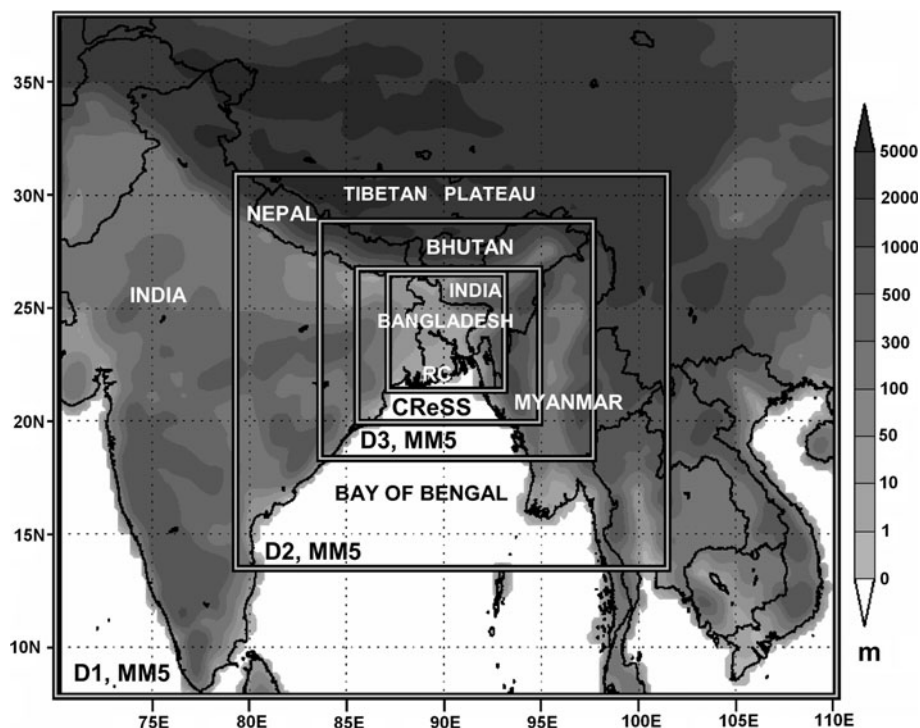 35N
30N
25N
20N
15N
10N
75E
80E
85E
90E
95E
100E
105E
110E
TIBETAN PLATEAU
NEPAL
BHUTAN
INDIA
INDIA
BANGLADESH
RC
CReSS
MYANMAR
D3, MM5
BAY OF BENGAL
D2, MM5
D1, MM5
5000
2000
1000
500
300
100
50
10
1
0
m